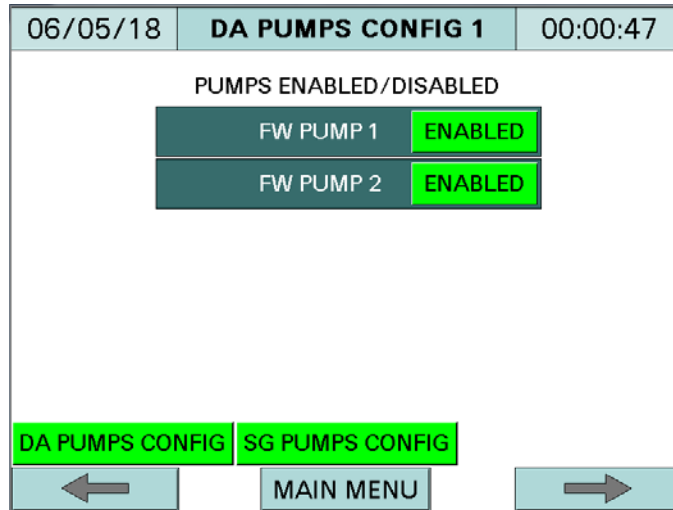 06/05/18 DA PUMPS CONFIG 1 00:00:47
PUMPS ENABLED/DISABLED
FW PUMP 1 ENABLED
FW PUMP 2 ENABLED
DA PUMPS CONFIG SG PUMPS CONFIG
MAIN MENU